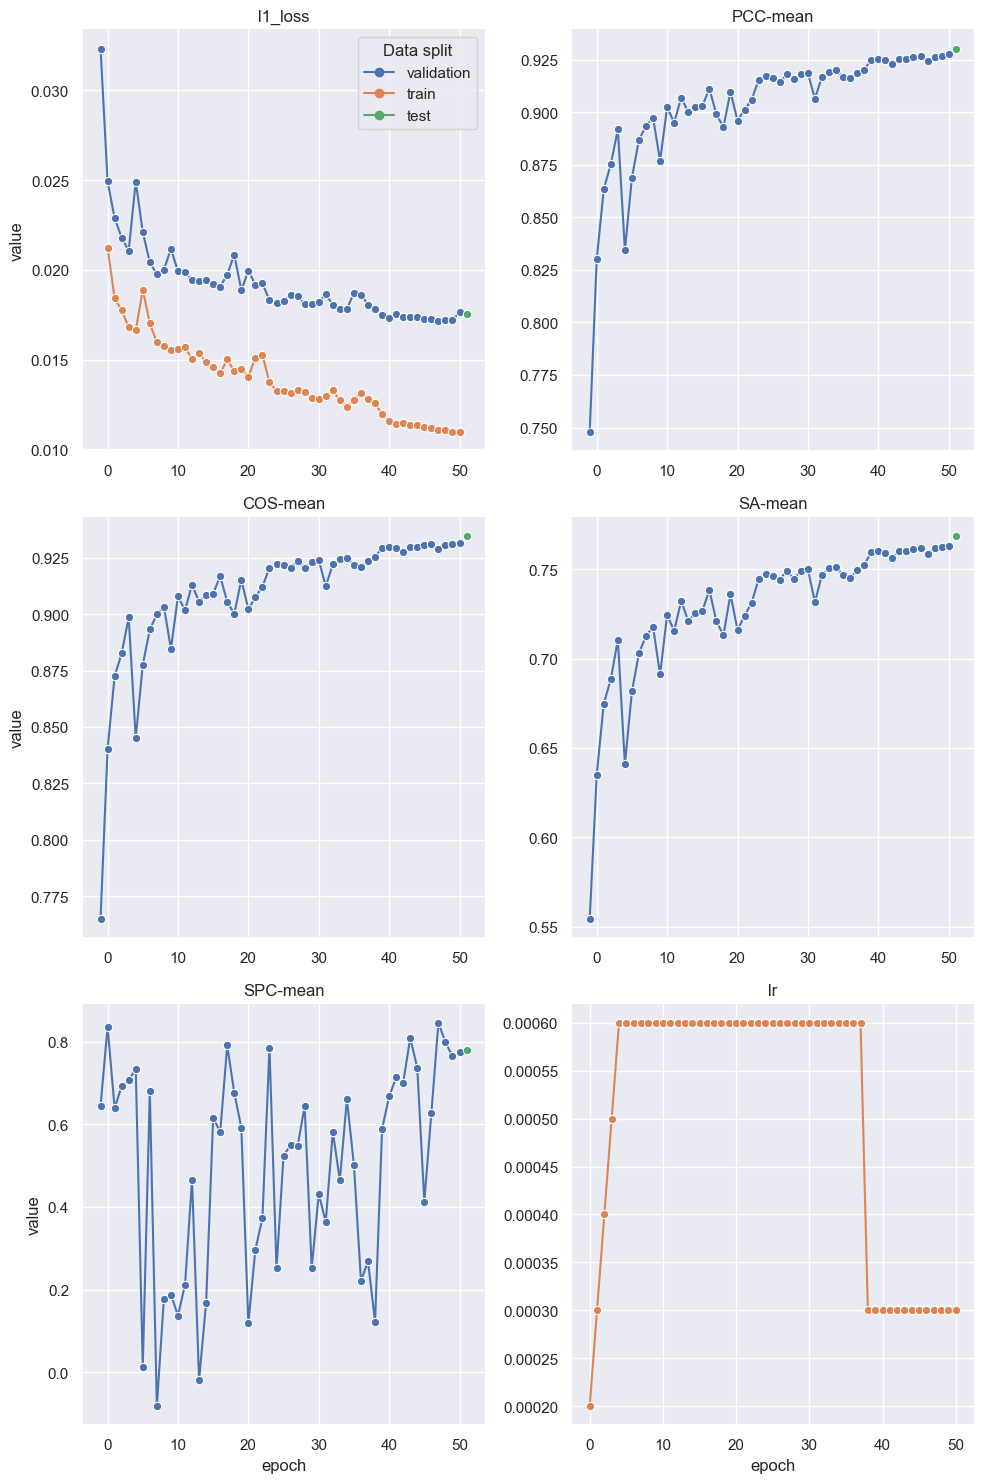 l1_loss
PCC-mean
Data split
validation
train
test
0.030
0.025
0.020
0.015
0.010
value
0 10 20 30 40 50
0.925
0.900
0.875
0.850
0.825
0.800
0.775
0.750
0 10 20 30 40 50
COS-mean
SA-mean
0.925
0.900
0.875
0.850
0.825
0.800
0.775
value
0 10 20 30 40 50
0.75
0.70
0.65
0.60
0.55
0 10 20 30 40 50
SPC-mean
lr
0.8
0.6
0.4
0.2
0.0
value
0 10 20 30 40 50
epoch
0.00060
0.00055
0.00050
0.00045
0.00040
0.00035
0.00030
0.00025
0.00020
0 10 20 30 40 50
epoch